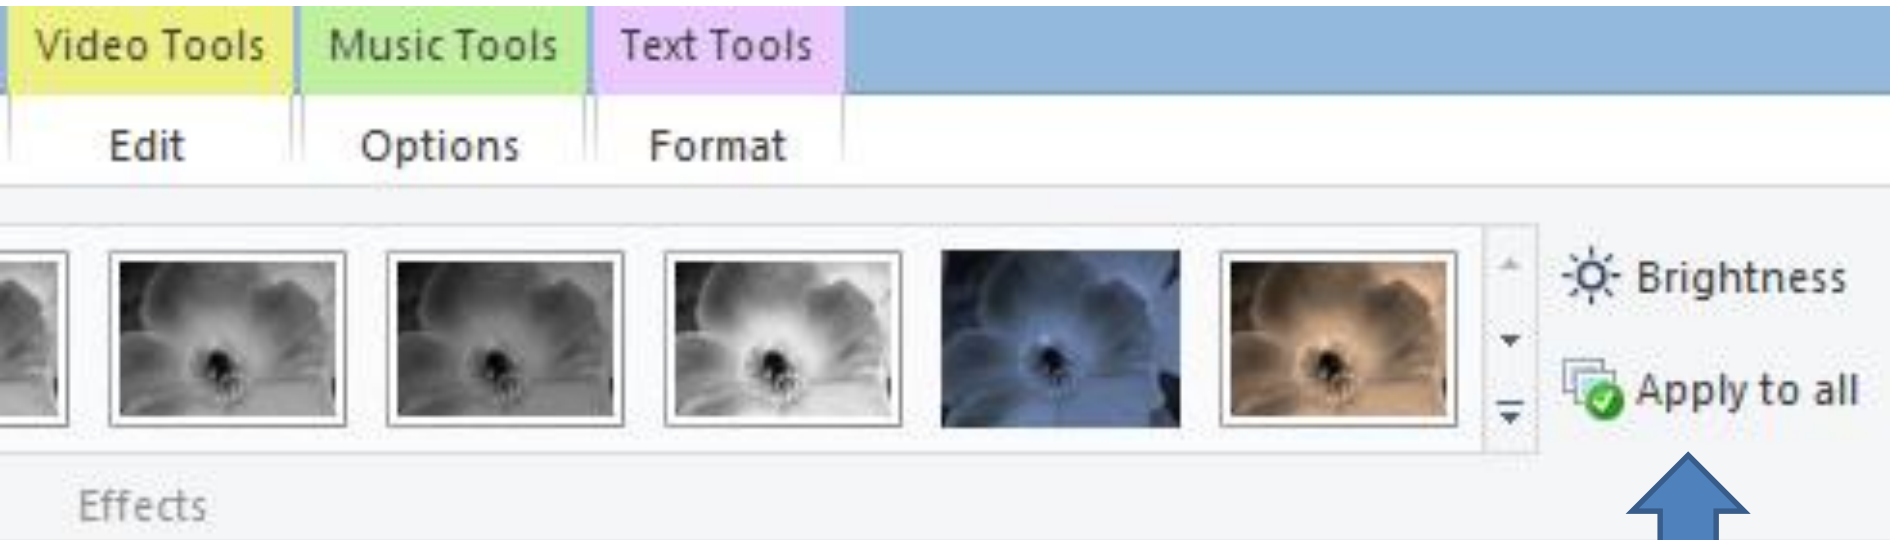 Video Tools Music Tools Text Tools
Edit Options Format
Brightness
Apply to all
Effects